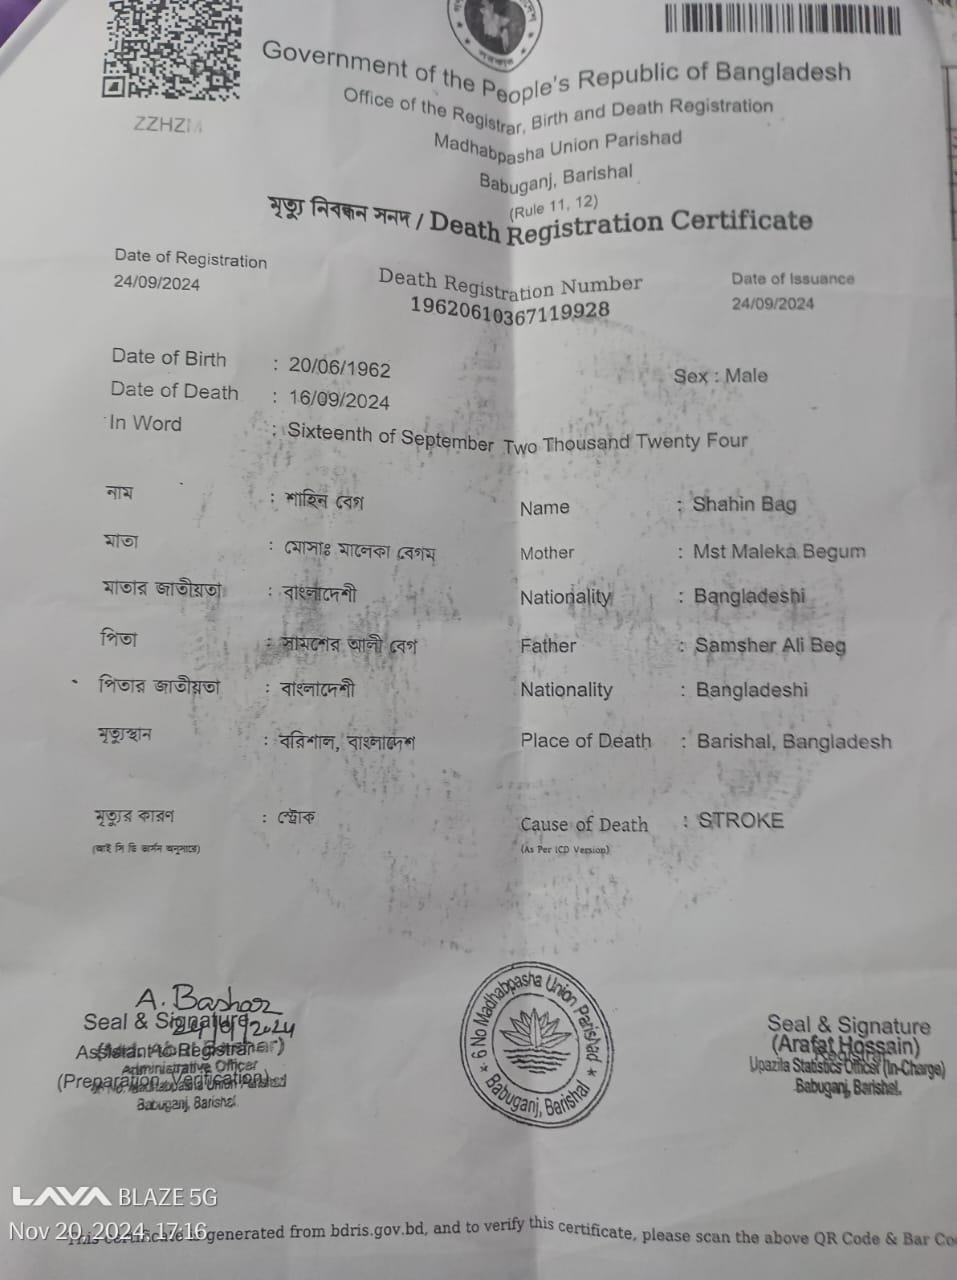 Government of the People's Republic of Bangladesh
Office of the Registrar, Birth and Death Registration
Madhabpasha Union Parishad
Babuganj, Barishal
(Rule 11, 12)
মৃত্যু নিবন্ধন সনদ / Death Registration Certificate
Date of Registration
24/09/2024
Death Registration Number
19620610367119928
Date of Issuance
24/09/2024
Date of Birth : 20/06/1962
Sex : Male
Date of Death : 16/09/2024
In Word : Sixteenth of September Two Thousand Twenty Four
নাম : শাহিন বেগ Name : Shahin Bag
মাতা : মোসাঃ মালেকা বেগম Mother : Mst Maleka Begum
মাতার জাতীয়তা : বাংলাদেশী Nationality : Bangladeshi
পিতা : সামশের আলী বেগ Father : Samsher Ali Beg
পিতার জাতীয়তা : বাংলাদেশী Nationality : Bangladeshi
মৃত্যুস্থান : বরিশাল, বাংলাদেশ Place of Death : Barishal, Bangladesh
মৃত্যুর কারণ : স্ট্রোক Cause of Death : STROKE
(As Per ICD Version)
A. Bashar
Seal & Signature
Assistant to Registrar
Administrative Officer
(Preparation, Verification)
Babuganj, Barishal.
6 No Madhabpasha Union Parishad
Babuganj, Barishal
Seal & Signature
(Arafat Hossain)
Registrar
Upazila Statistics Officer (In-Charge)
Babuganj, Barishal.
LAVA BLAZE 5G
Nov 20, 2024, 17:16
This certificate is generated from bdris.gov.bd, and to verify this certificate, please scan the above QR Code & Bar